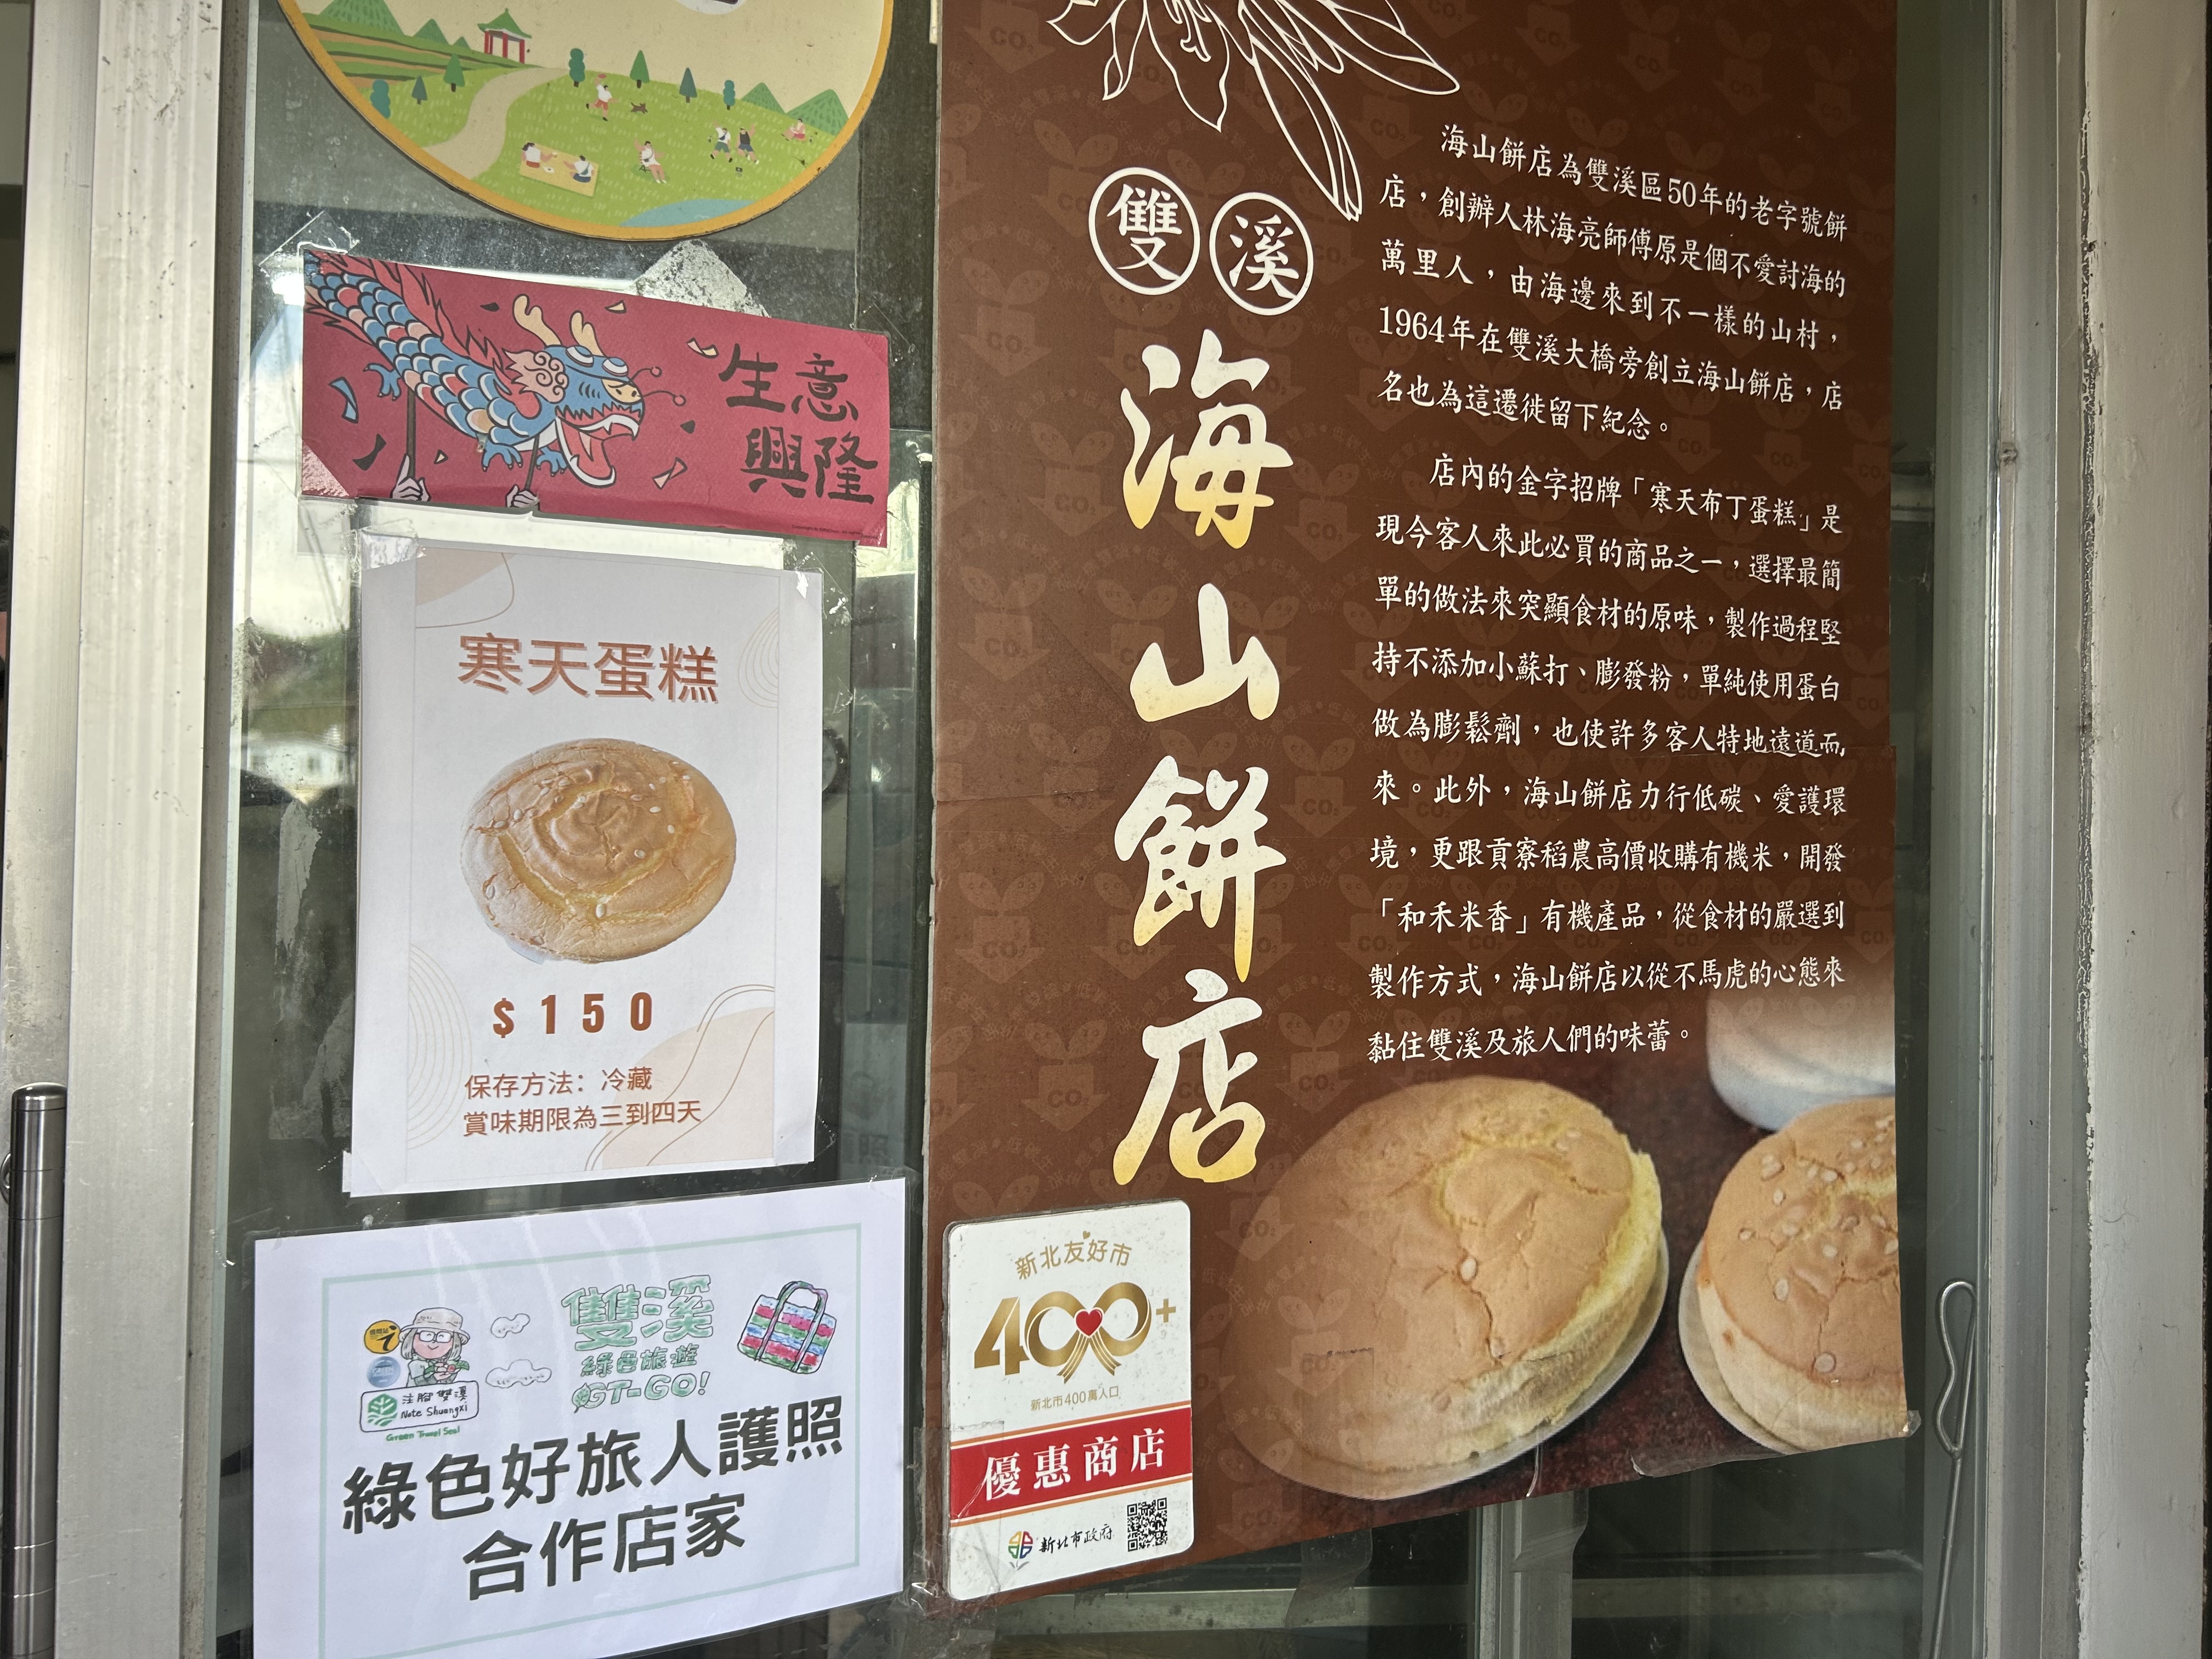 生意
興隆
寒天蛋糕
$150
保存方法：冷藏
賞味期限為三到四天
雙溪
綠色旅遊
GT-GO!
注腳雙溪
Note Shuangxi
Green Travel Seal
綠色好旅人護照
合作店家
雙溪
海山餅店
海山餅店為雙溪區50年的老字號餅
店，創辦人林海亮師傅原是個不愛討海的
萬里人，由海邊來到不一樣的山村，
1964年在雙溪大橋旁創立海山餅店，店
名也為這遷徙留下紀念。
店內的金字招牌「寒天布丁蛋糕」是
現今客人來此必買的商品之一，選擇最簡
單的做法來突顯食材的原味，製作過程堅
持不添加小蘇打、膨發粉，單純使用蛋白
做為膨鬆劑，也使許多客人特地遠道而
來。此外，海山餅店力行低碳、愛護環
境，更跟貢寮稻農高價收購有機米，開發
「和禾米香」有機產品，從食材的嚴選到
製作方式，海山餅店以從不馬虎的心態來
黏住雙溪及旅人們的味蕾。
新北友好市
400+
新北市400萬人口
優惠商店
新北市政府